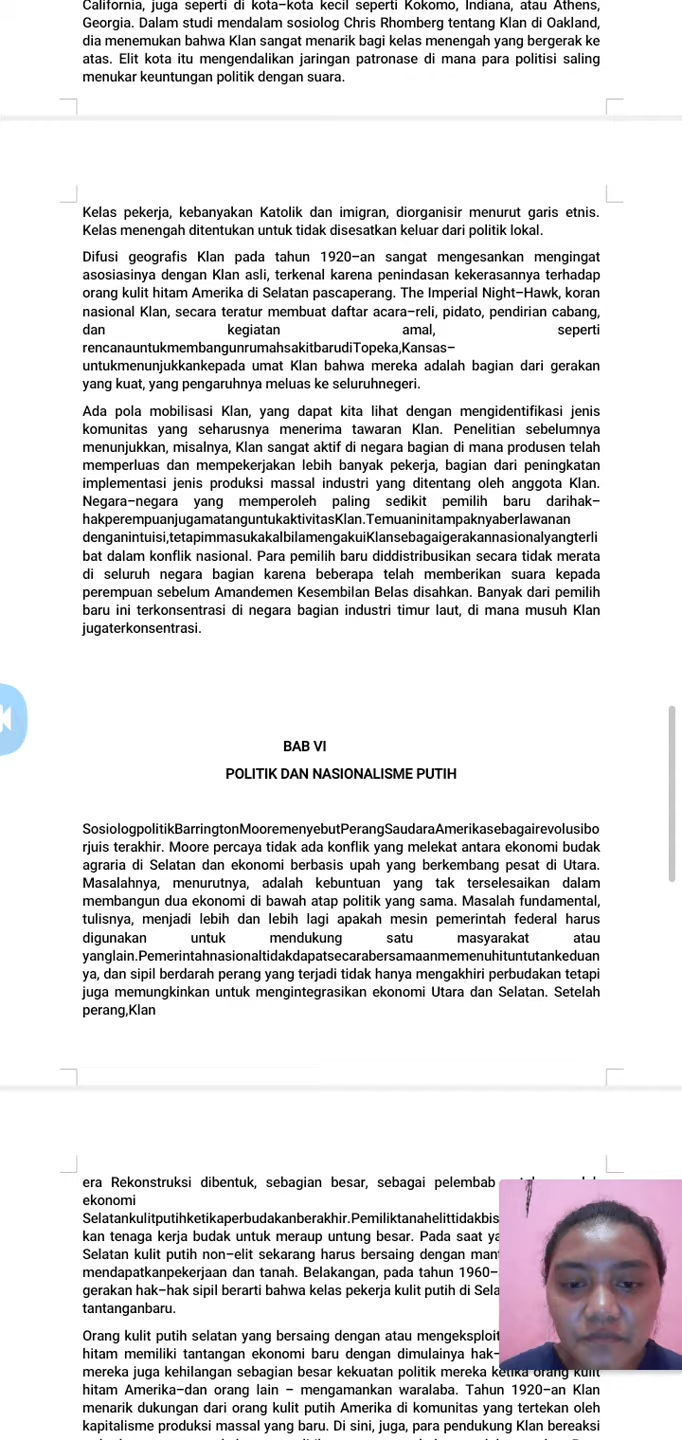 California, juga seperti di kota-kota kecil seperti Kokomo, Indiana, atau Athens,
Georgia. Dalam studi mendalam sosiolog Chris Rhomberg tentang Klan di Oakland,
dia menemukan bahwa Klan sangat menarik bagi kelas menengah yang bergerak ke
atas. Elit kota itu mengendalikan jaringan patronase di mana para politisi saling
menukar keuntungan politik dengan suara.
Kelas pekerja, kebanyakan Katolik dan imigran, diorganisir menurut garis etnis.
Kelas menengah ditentukan untuk tidak disesatkan keluar dari politik lokal.
Difusi geografis Klan pada tahun 1920-an sangat mengesankan mengingat
asosiasinya dengan Klan asli, terkenal karena penindasan kekerasannya terhadap
orang kulit hitam Amerika di Selatan pascaperang. The Imperial Night-Hawk, koran
nasional Klan, secara teratur membuat daftar acara-reli, pidato, pendirian cabang,
dan kegiatan amal, seperti
rencanauntukmembangunrumahsakitbarudiTopeka,Kansas-
untukmenunjukkankepada umat Klan bahwa mereka adalah bagian dari gerakan
yang kuat, yang pengaruhnya meluas ke seluruhnegeri.
Ada pola mobilisasi Klan, yang dapat kita lihat dengan mengidentifikasi jenis
komunitas yang seharusnya menerima tawaran Klan. Penelitian sebelumnya
menunjukkan, misalnya, Klan sangat aktif di negara bagian di mana produsen telah
memperluas dan mempekerjakan lebih banyak pekerja, bagian dari peningkatan
implementasi jenis produksi massal industri yang ditentang oleh anggota Klan.
Negara-negara yang memperoleh paling sedikit pemilih baru darihak-
hakperempuanjugamatanguntukaktivitasKlan.Temuaninitampaknyaberlawanan
denganintuisi,tetapimmasukakalbilamengakuiKlansebagaigerakannasionalyangterli
bat dalam konflik nasional. Para pemilih baru diddistribusikan secara tidak merata
di seluruh negara bagian karena beberapa telah memberikan suara kepada
perempuan sebelum Amandemen Kesembilan Belas disahkan. Banyak dari pemilih
baru ini terkonsentrasi di negara bagian industri timur laut, di mana musuh Klan
jugaterkonsentrasi.
BAB VI
POLITIK DAN NASIONALISME PUTIH
SosiologpolitikBarringtonMooremenyebutPerangSaudaraAmerikasebagairevolusibo
rjuis terakhir. Moore percaya tidak ada konflik yang melekat antara ekonomi budak
agraria di Selatan dan ekonomi berbasis upah yang berkembang pesat di Utara.
Masalahnya, menurutnya, adalah kebuntuan yang tak terselesaikan dalam
membangun dua ekonomi di bawah atap politik yang sama. Masalah fundamental,
tulisnya, menjadi lebih dan lebih lagi apakah mesin pemerintah federal harus
digunakan untuk mendukung satu masyarakat atau
yanglain.Pemerintahnasionaltidakdapatsecarabersamaanmemenuhituntutankeduan
ya, dan sipil berdarah perang yang terjadi tidak hanya mengakhiri perbudakan tetapi
juga memungkinkan untuk mengintegrasikan ekonomi Utara dan Selatan. Setelah
perang,Klan
era Rekonstruksi dibentuk, sebagian besar, sebagai pelembab
ekonomi
Selatankulitputihketikaperbudakanberakhir.Pemiliktanahelittidakbis
kan tenaga kerja budak untuk meraup untung besar. Pada saat
Selatan kulit putih non-elit sekarang harus bersaing dengan
mendapatkanpekerjaan dan tanah. Belakangan, pada tahun 1960-
gerakan hak-hak sipil berarti bahwa kelas pekerja kulit putih di
tantanganbaru.
Orang kulit putih selatan yang bersaing dengan atau
hitam memiliki tantangan ekonomi baru dengan dimulainya hak-
mereka juga kehilangan sebagian besar kekuatan politik mereka ketika orang kulit
hitam Amerika-dan orang lain - mengamankan waralaba. Tahun 1920-an Klan
menarik dukungan dari orang kulit putih Amerika di komunitas yang tertekan oleh
kapitalisme produksi massal yang baru. Di sini, juga, para pendukung Klan bereaksi